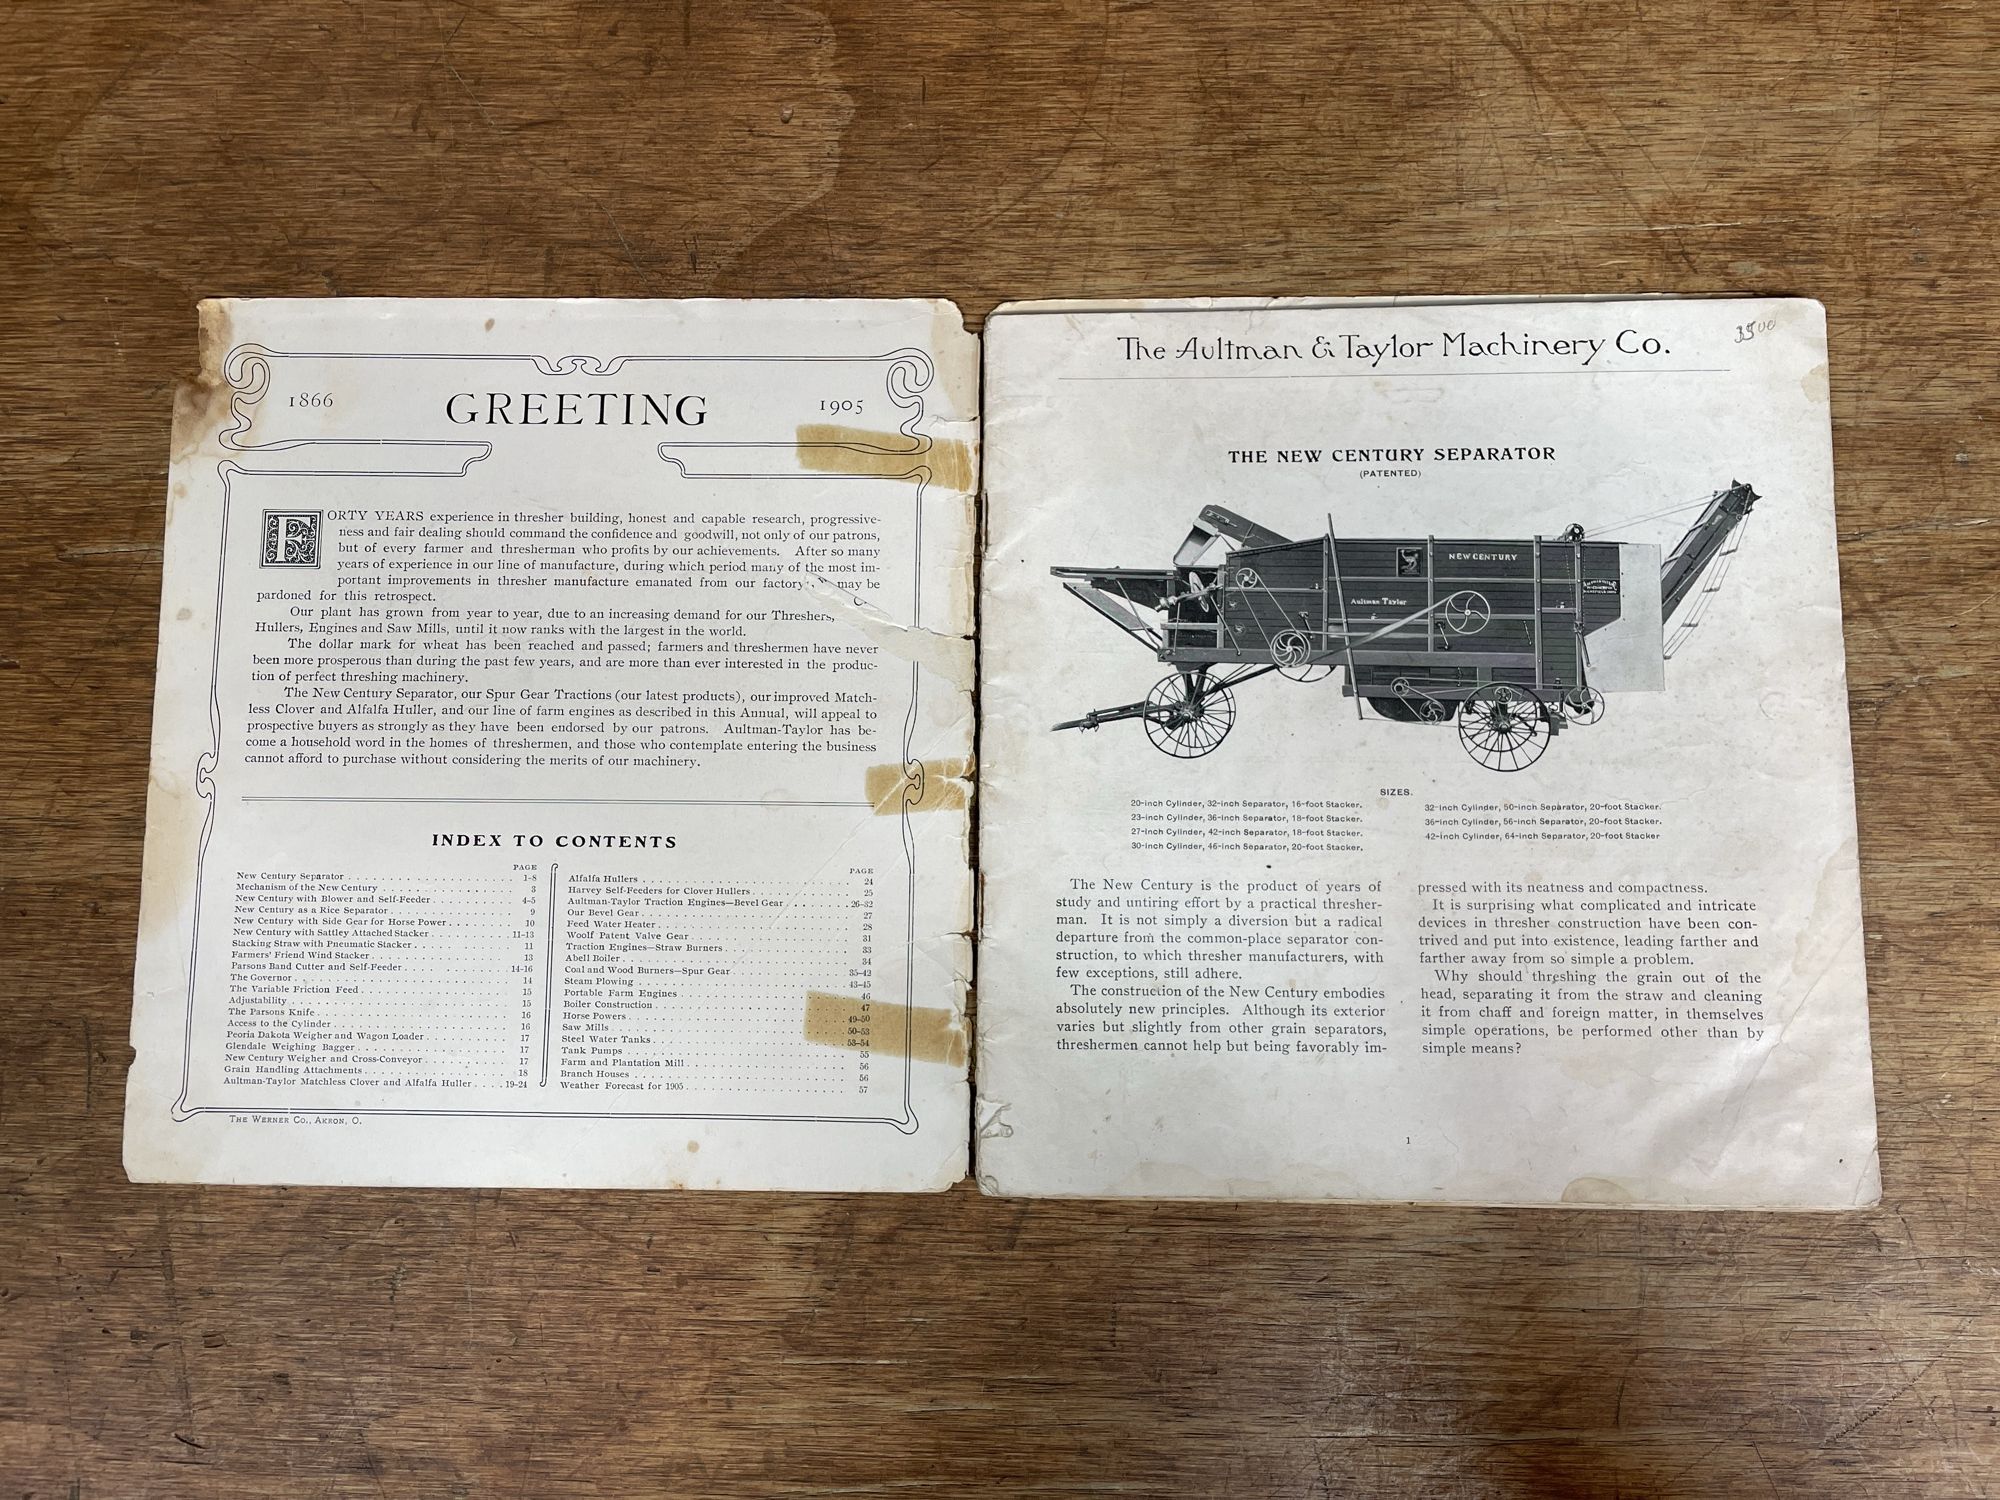 1866
GREETING
1905
FORTY YEARS experience in thresher building, honest and capable research, progressive-
ness and fair dealing should command the confidence and goodwill, not only of our patrons,
but of every farmer and thresherman who profits by our achievements. After so many
years of experience in our line of manufacture, during which period many of the most im-
portant improvements in thresher manufacture emanated from our factory may be
pardoned for this retrospect.
Our plant has grown from year to year, due to an increasing demand for our Threshers,
Hullers, Engines and Saw Mills, until it now ranks with the largest in the world.
The dollar mark for wheat has been reached and passed; farmers and threshermen have never
been more prosperous than during the past few years, and are more than ever interested in the produc-
tion of perfect threshing machinery.
The New Century Separator, our Spur Gear Tractions (our latest products), our improved Match-
less Clover and Alfalfa Huller, and our line of farm engines as described in this Annual, will appeal to
prospective buyers as strongly as they have been endorsed by our patrons. Aultman-Taylor has be-
come a household word in the homes of threshermen, and those who contemplate entering the business
cannot afford to purchase without considering the merits of our machinery.
INDEX TO CONTENTS
PAGE
New Century Separator . . . . 1-8
Mechanism of the New Century . . . . 3
New Century with Blower and Self-Feeder . . . . 4-5
New Century as a Rice Separator . . . . 9
New Century with Side Gear for Horse Power . . . . 10
New Century with Sattley Attached Stacker . . . . 11-13
Stacking Straw with Pneumatic Stacker . . . . 11
Farmers' Friend Wind Stacker . . . . 13
Parsons Band Cutter and Self-Feeder . . . . 14-16
The Governor . . . . 14
The Variable Friction Feed . . . . 15
Adjustability . . . . 15
The Parsons Knife . . . . 16
Access to the Cylinder . . . . 16
Peoria Dakota Weigher and Wagon Loader . . . . 17
Glendale Weighing Bagger . . . . 17
New Century Weigher and Cross-Conveyor . . . . 17
Grain Handling Attachments . . . . 18
Aultman-Taylor Matchless Clover and Alfalfa Huller . . . . 19-24
PAGE
Alfalfa Hullers . . . . 24
Harvey Self-Feeders for Clover Hullers . . . . 25
Aultman-Taylor Traction Engines—Bevel Gear . . . . 26-32
Our Bevel Gear . . . . 27
Feed Water Heater . . . . 28
Woolf Patent Valve Gear . . . . 31
Traction Engines—Straw Burners . . . . 33
Abell Boiler . . . . 34
Coal and Wood Burners—Spur Gear . . . . 35-42
Steam Plowing . . . . 43-45
Portable Farm Engines . . . . 46
Boiler Construction . . . . 47
Horse Powers . . . . 49-50
Saw Mills . . . . 50-53
Steel Water Tanks . . . . 53-54
Tank Pumps . . . . 55
Farm and Plantation Mill . . . . 56
Branch Houses . . . . 56
Weather Forecast for 1905 . . . . 57
THE WERNER CO., AKRON, O.
The Aultman & Taylor Machinery Co.
35 00
THE NEW CENTURY SEPARATOR
(PATENTED)
NEW CENTURY
Aultman Taylor
SIZES.
20-inch Cylinder, 32-inch Separator, 16-foot Stacker.
23-inch Cylinder, 36-inch Separator, 18-foot Stacker.
27-inch Cylinder, 42-inch Separator, 18-foot Stacker.
30-inch Cylinder, 46-inch Separator, 20-foot Stacker.
32-inch Cylinder, 50-inch Separator, 20-foot Stacker.
36-inch Cylinder, 56-inch Separator, 20-foot Stacker.
42-inch Cylinder, 64-inch Separator, 20-foot Stacker
The New Century is the product of years of
study and untiring effort by a practical thresher-
man. It is not simply a diversion but a radical
departure from the common-place separator con-
struction, to which thresher manufacturers, with
few exceptions, still adhere.
The construction of the New Century embodies
absolutely new principles. Although its exterior
varies but slightly from other grain separators,
threshermen cannot help but being favorably im-
pressed with its neatness and compactness.
It is surprising what complicated and intricate
devices in thresher construction have been con-
trived and put into existence, leading farther and
farther away from so simple a problem.
Why should threshing the grain out of the
head, separating it from the straw and cleaning
it from chaff and foreign matter, in themselves
simple operations, be performed other than by
simple means?
1